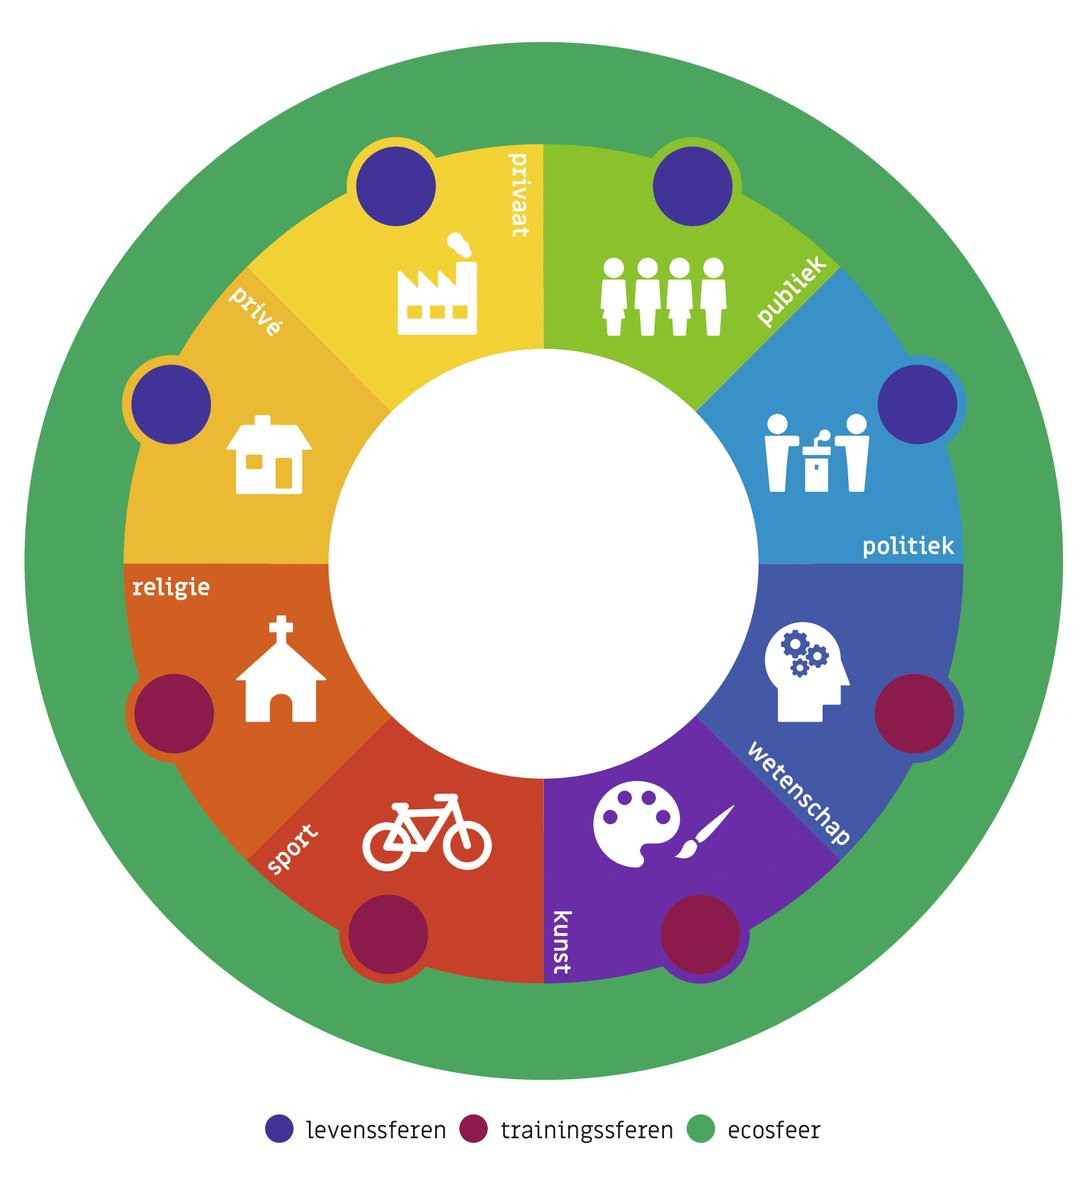 privaat
publiek
privé
politiek
religie
wetenschap
sport
kunst
levenssferen
trainingssferen
ecosfeer